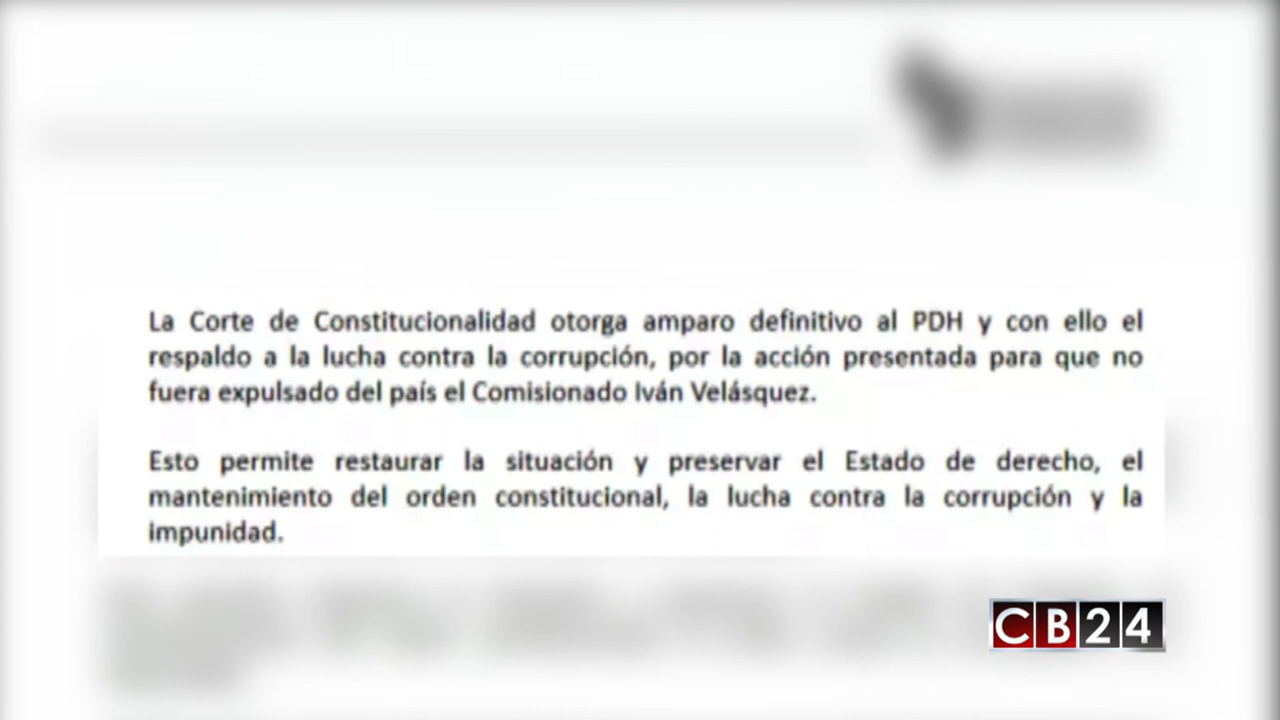 La Corte de Constitucionalidad otorga amparo definitivo al PDH y con ello el
respaldo a la lucha contra la corrupción, por la acción presentada para que no
fuera expulsado del país el Comisionado Iván Velásquez.
Esto permite restaurar la situación y preservar el Estado de derecho, el
mantenimiento del orden constitucional, la lucha contra la corrupción y la
impunidad.
CB24